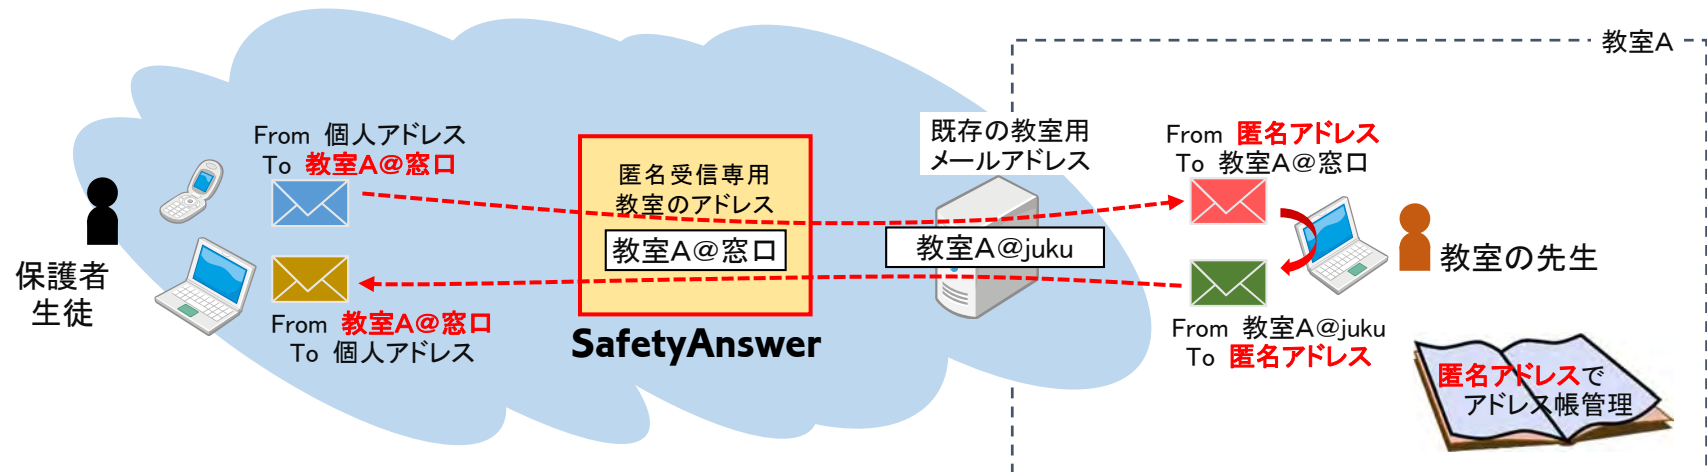 教室A
From 個人アドレス
To 教室A@窓口
保護者
生徒
From 教室A@窓口
To 個人アドレス
匿名受信専用
教室のアドレス
教室A@窓口
SafetyAnswer
既存の教室用
メールアドレス
教室A@juku
From 匿名アドレス
To 教室A@窓口
教室の先生
From 教室A@juku
To 匿名アドレス
匿名アドレスで
アドレス帳管理